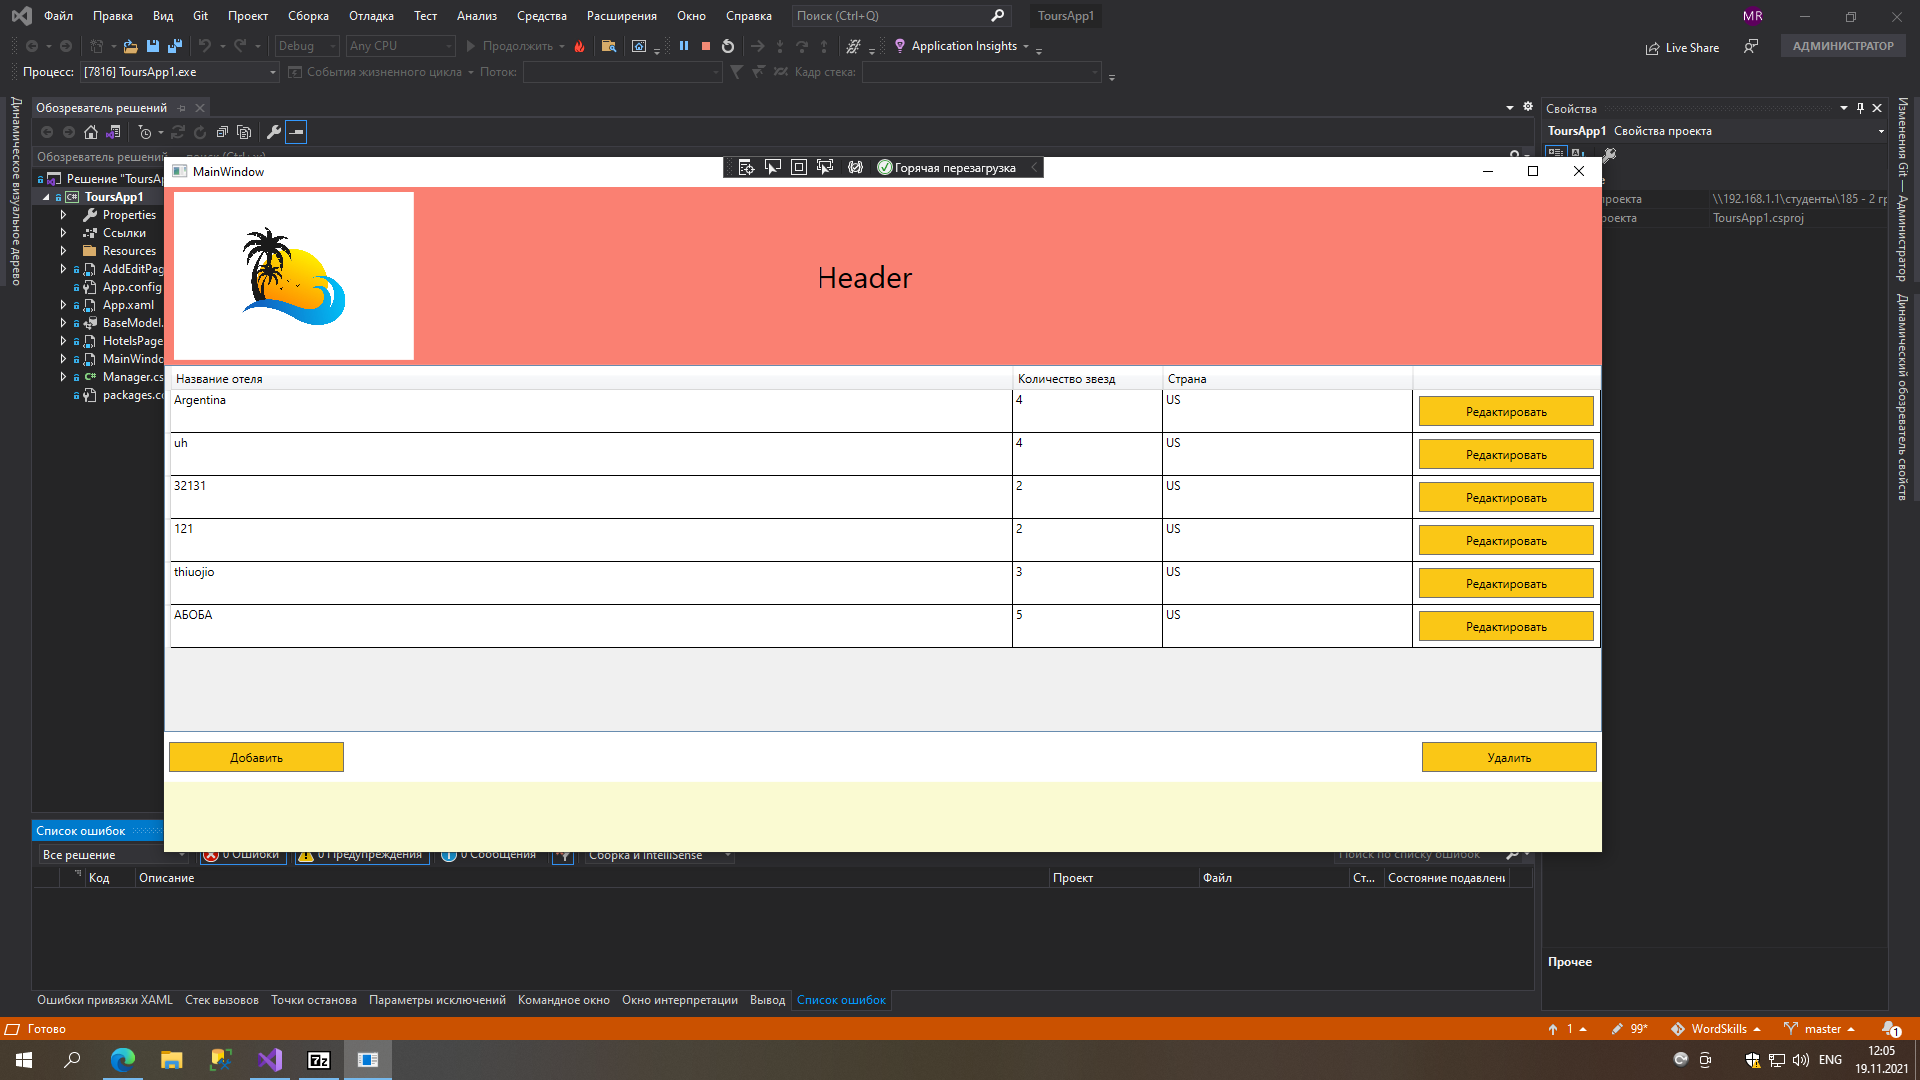 Файл Правка Вид Git Проект Сборка Отладка Тест Анализ Средства Расширения Окно Справка Поиск (Ctrl+Q) ToursApp1 MR
Debug Any CPU Продолжить Application Insights Live Share АДМИНИСТРАТОР
Процесс: [7816] ToursApp1.exe События жизненного цикла Поток: Кадр стека:
Динамическое визуальное дерево
Обозреватель решений
Решение "ToursAp
ToursApp1
Properties
Ссылки
Resources
AddEditPag
App.config
App.xaml
BaseModel.
HotelsPage
MainWindo
Manager.cs
packages.co
MainWindow
Горячая перезагрузка
Header
Название отеля Количество звезд Страна
Argentina 4 US Редактировать
uh 4 US Редактировать
32131 2 US Редактировать
121 2 US Редактировать
thiuojio 3 US Редактировать
АБОБА 5 US Редактировать
Добавить Удалить
Свойства
ToursApp1 Свойства проекта
проекта \\192.168.1.1\студенты\185 - 2 гр
роекта ToursApp1.csproj
Прочее
Изменения Git — Администратор
Динамический обозреватель свойств
Список ошибок
Все решение 0 Ошибки 0 Предупреждения 0 Сообщения Сборка и IntelliSense Поиск по списку ошибок
Код Описание Проект Файл Ст... Состояние подавлени
Ошибки привязки XAML Стек вызовов Точки останова Параметры исключений Командное окно Окно интерпретации Вывод Список ошибок
Готово 1 99* WordSkills master 1
7z ENG 12:05
19.11.2021